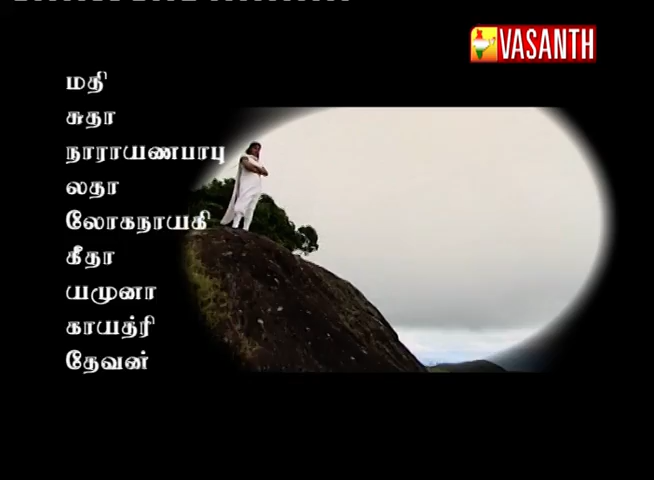 VASANTH
மதி
சுதா
நாராயணபாபு
லதா
லோகநாயகி
கீதா
யமுனா
காயத்ரி
தேவன்